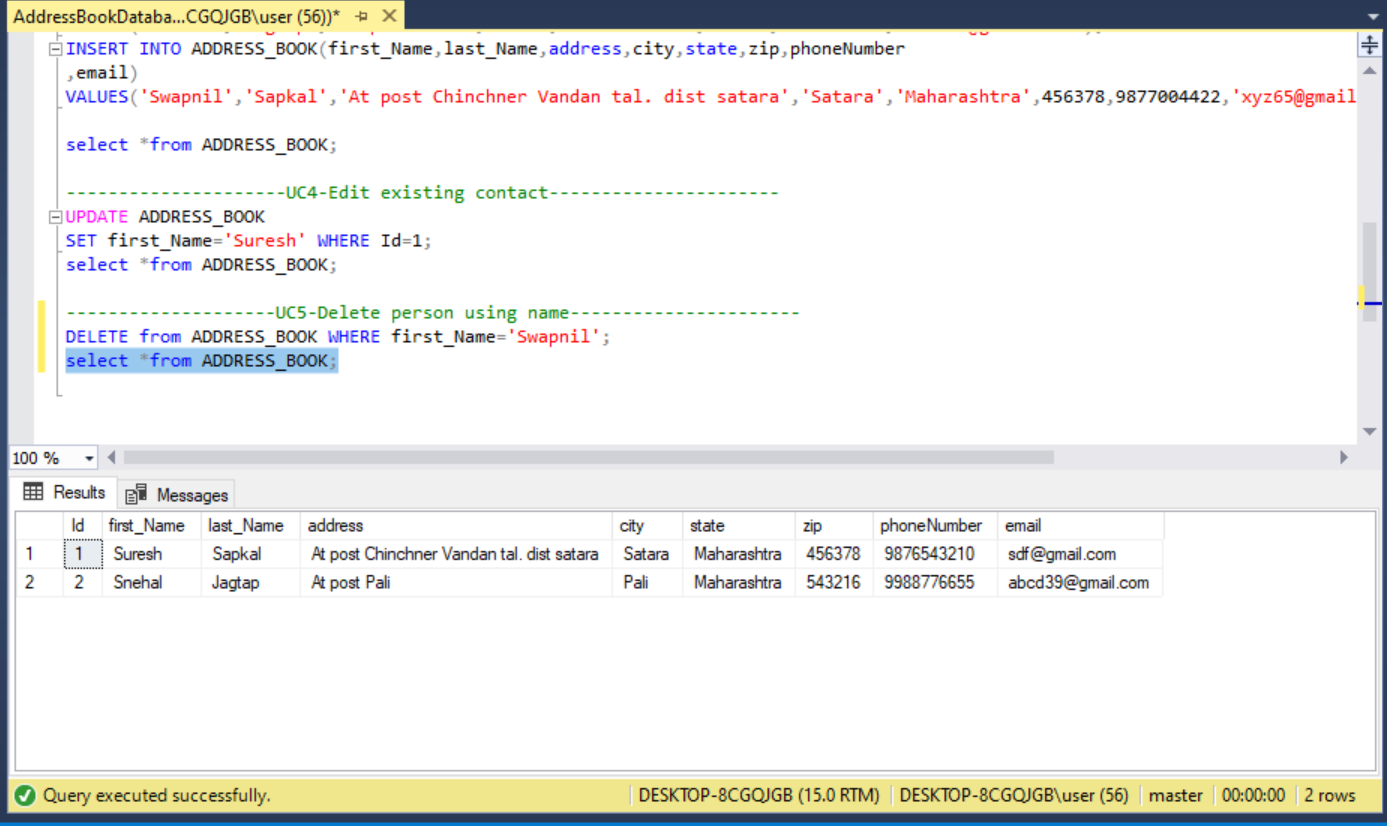 AddressBookDataba...CGQJGB\user (56))*
INSERT INTO ADDRESS_BOOK(first_Name,last_Name,address,city,state,zip,phoneNumber
,email)
VALUES('Swapnil','Sapkal','At post Chinchner Vandan tal. dist satara','Satara','Maharashtra',456378,9877004422,'xyz65@gmail
select *from ADDRESS_BOOK;
---------------------UC4-Edit existing contact----------------------
UPDATE ADDRESS_BOOK
SET first_Name='Suresh' WHERE Id=1;
select *from ADDRESS_BOOK;
--------------------UC5-Delete person using name----------------------
DELETE from ADDRESS_BOOK WHERE first_Name='Swapnil';
select *from ADDRESS_BOOK;
100 %
Results Messages
Id first_Name last_Name address city state zip phoneNumber email
1 1 Suresh Sapkal At post Chinchner Vandan tal. dist satara Satara Maharashtra 456378 9876543210 sdf@gmail.com
2 2 Snehal Jagtap At post Pali Pali Maharashtra 543216 9988776655 abcd39@gmail.com
Query executed successfully. DESKTOP-8CGQJGB (15.0 RTM) DESKTOP-8CGQJGB\user (56) master 00:00:00 2 rows